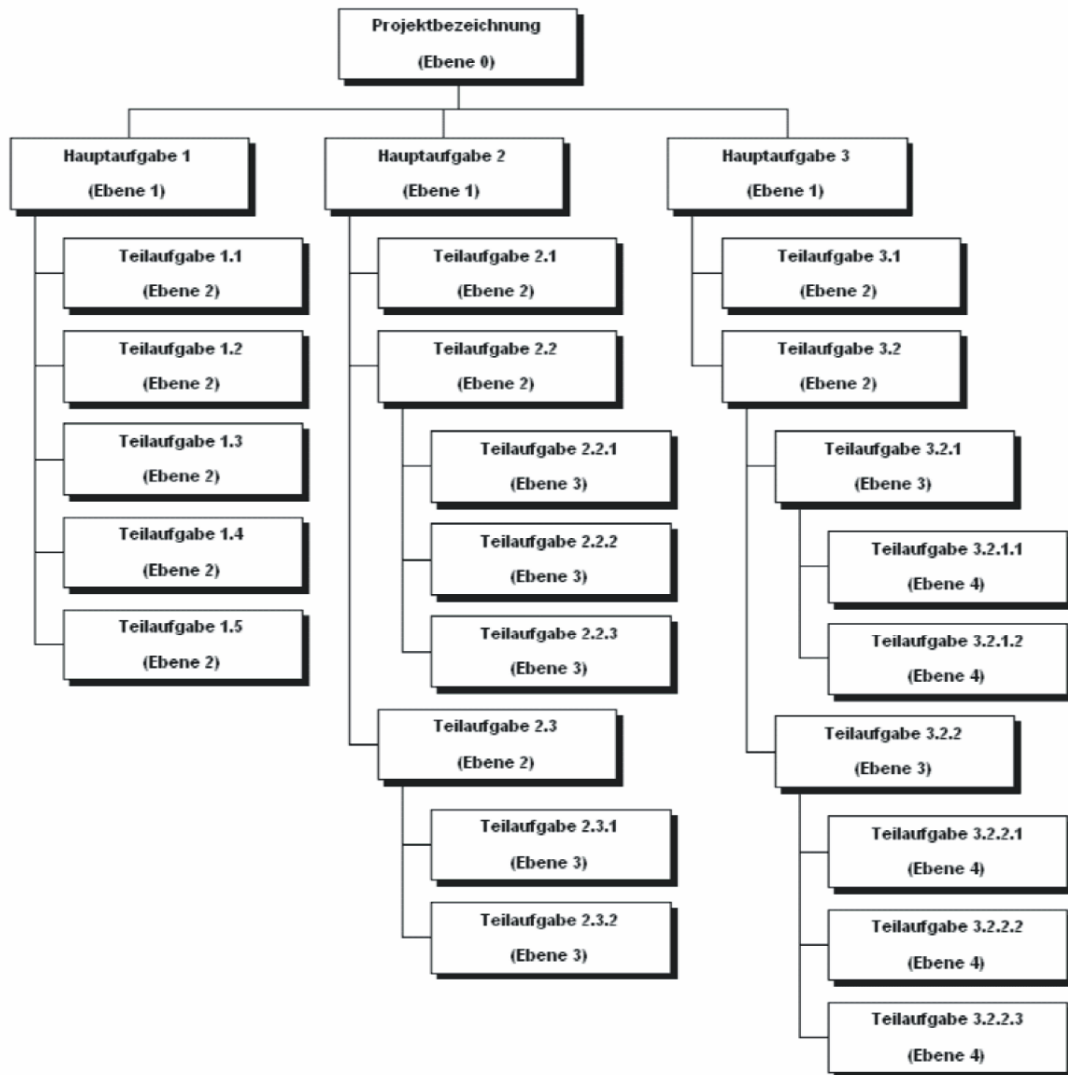 Projektbezeichnung
(Ebene 0)
Hauptaufgabe 1
(Ebene 1)
Teilaufgabe 1.1
(Ebene 2)
Teilaufgabe 1.2
(Ebene 2)
Teilaufgabe 1.3
(Ebene 2)
Teilaufgabe 1.4
(Ebene 2)
Teilaufgabe 1.5
(Ebene 2)
Hauptaufgabe 2
(Ebene 1)
Teilaufgabe 2.1
(Ebene 2)
Teilaufgabe 2.2
(Ebene 2)
Teilaufgabe 2.2.1
(Ebene 3)
Teilaufgabe 2.2.2
(Ebene 3)
Teilaufgabe 2.2.3
(Ebene 3)
Teilaufgabe 2.3
(Ebene 2)
Teilaufgabe 2.3.1
(Ebene 3)
Teilaufgabe 2.3.2
(Ebene 3)
Hauptaufgabe 3
(Ebene 1)
Teilaufgabe 3.1
(Ebene 2)
Teilaufgabe 3.2
(Ebene 2)
Teilaufgabe 3.2.1
(Ebene 3)
Teilaufgabe 3.2.1.1
(Ebene 4)
Teilaufgabe 3.2.1.2
(Ebene 4)
Teilaufgabe 3.2.2
(Ebene 3)
Teilaufgabe 3.2.2.1
(Ebene 4)
Teilaufgabe 3.2.2.2
(Ebene 4)
Teilaufgabe 3.2.2.3
(Ebene 4)